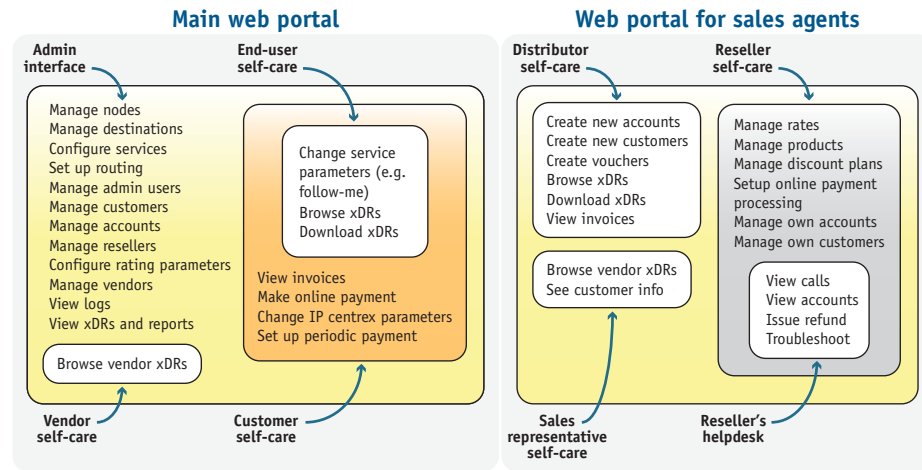 Main web portal
Admin
interface
End-user
self-care
Manage nodes
Manage destinations
Configure services
Set up routing
Manage admin users
Manage customers
Manage accounts
Manage resellers
Configure rating parameters
Manage vendors
View logs
View xDRs and reports
Browse vendor xDRs
Change service
parameters (e.g.
follow-me)
Browse xDRs
Download xDRs
View invoices
Make online payment
Change IP centrex parameters
Set up periodic payment
Vendor
self-care
Customer
self-care
Web portal for sales agents
Distributor
self-care
Reseller
self-care
Create new accounts
Create new customers
Create vouchers
Browse xDRs
Download xDRs
View invoices
Browse vendor xDRs
See customer info
Manage rates
Manage products
Manage discount plans
Setup online payment
processing
Manage own accounts
Manage own customers
View calls
View accounts
Issue refund
Troubleshoot
Sales
representative
self-care
Reseller's
helpdesk